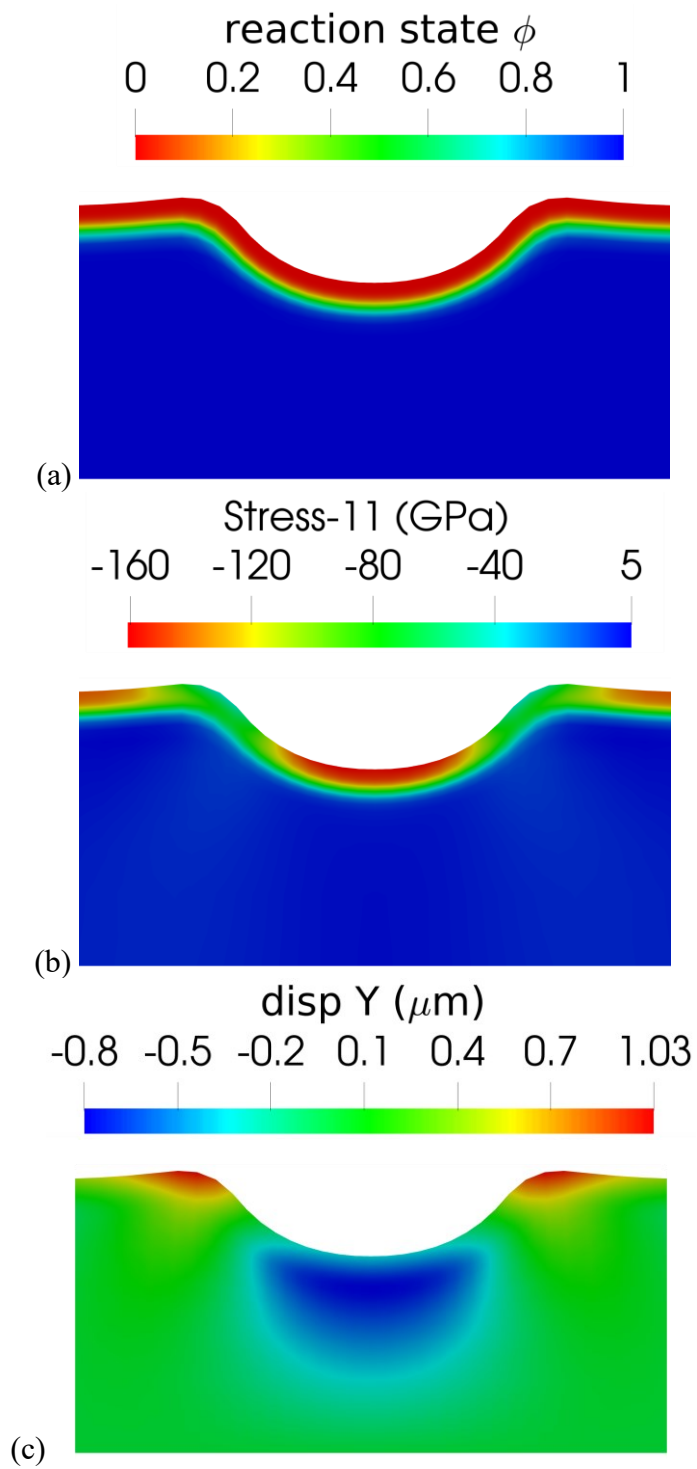 reaction state ϕ
0 0.2 0.4 0.6 0.8 1
(a)
Stress-11 (GPa)
-160 -120 -80 -40 5
(b)
disp Y (μm)
-0.8 -0.5 -0.2 0.1 0.4 0.7 1.03
(c)